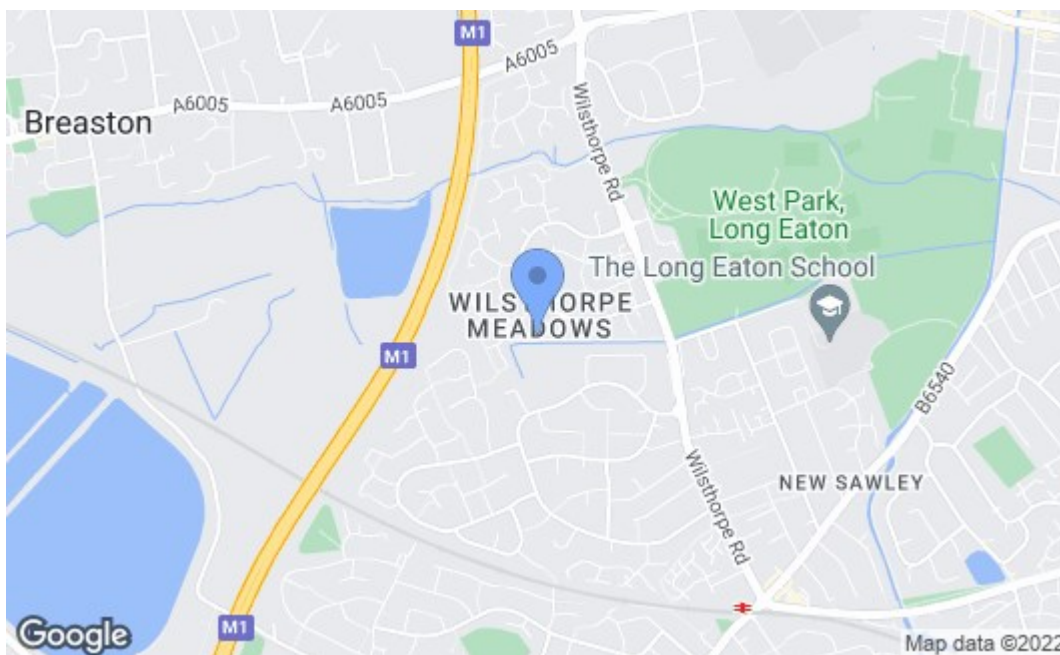 M1
A6005
A6005
A6005
Breaston
Wilsthorpe Rd
West Park,
Long Eaton
The Long Eaton School
WILSTHORPE
MEADOWS
M1
B6540
NEW SAWLEY
Wilsthorpe Rd
M1
Google
Map data ©2022